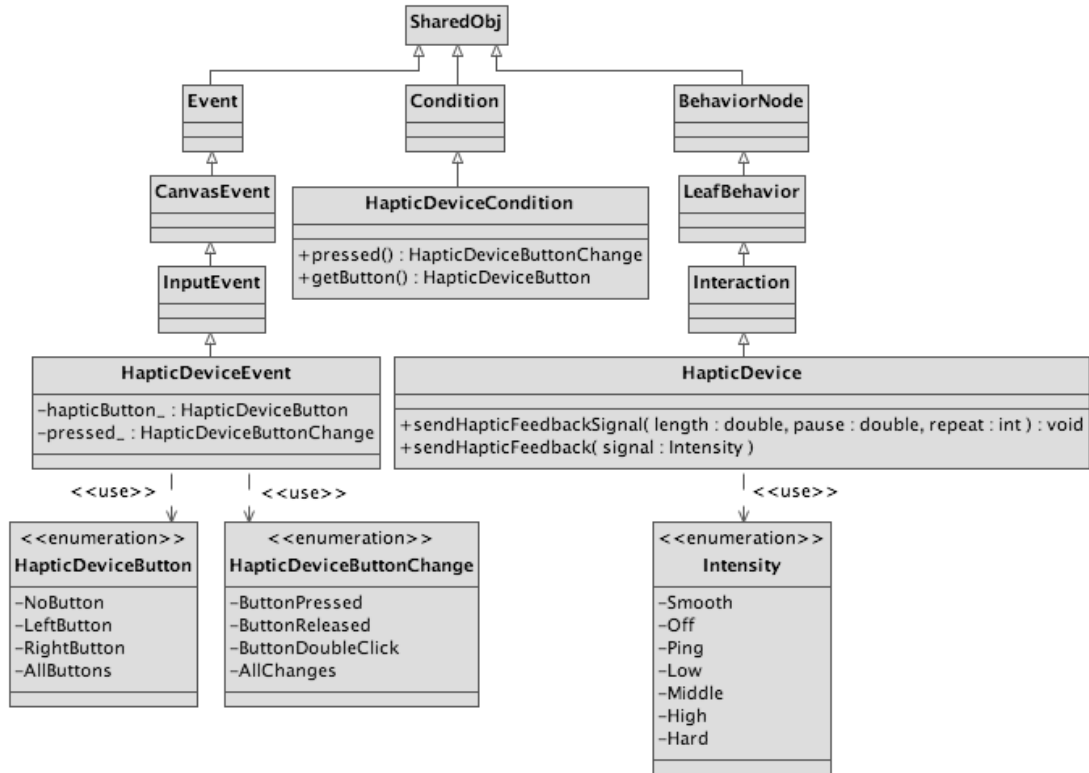 SharedObj
Event
Condition
BehaviorNode
CanvasEvent
HapticDeviceCondition
+pressed() : HapticDeviceButtonChange
+getButton() : HapticDeviceButton
LeafBehavior
InputEvent
Interaction
HapticDeviceEvent
-hapticButton_ : HapticDeviceButton
-pressed_ : HapticDeviceButtonChange
HapticDevice
+sendHapticFeedbackSignal( length : double, pause : double, repeat : int ) : void
+sendHapticFeedback( signal : Intensity )
<<use>>
<<use>>
<<use>>
<<enumeration>>
HapticDeviceButton
-NoButton
-LeftButton
-RightButton
-AllButtons
<<enumeration>>
HapticDeviceButtonChange
-ButtonPressed
-ButtonReleased
-ButtonDoubleClick
-AllChanges
<<enumeration>>
Intensity
-Smooth
-Off
-Ping
-Low
-Middle
-High
-Hard